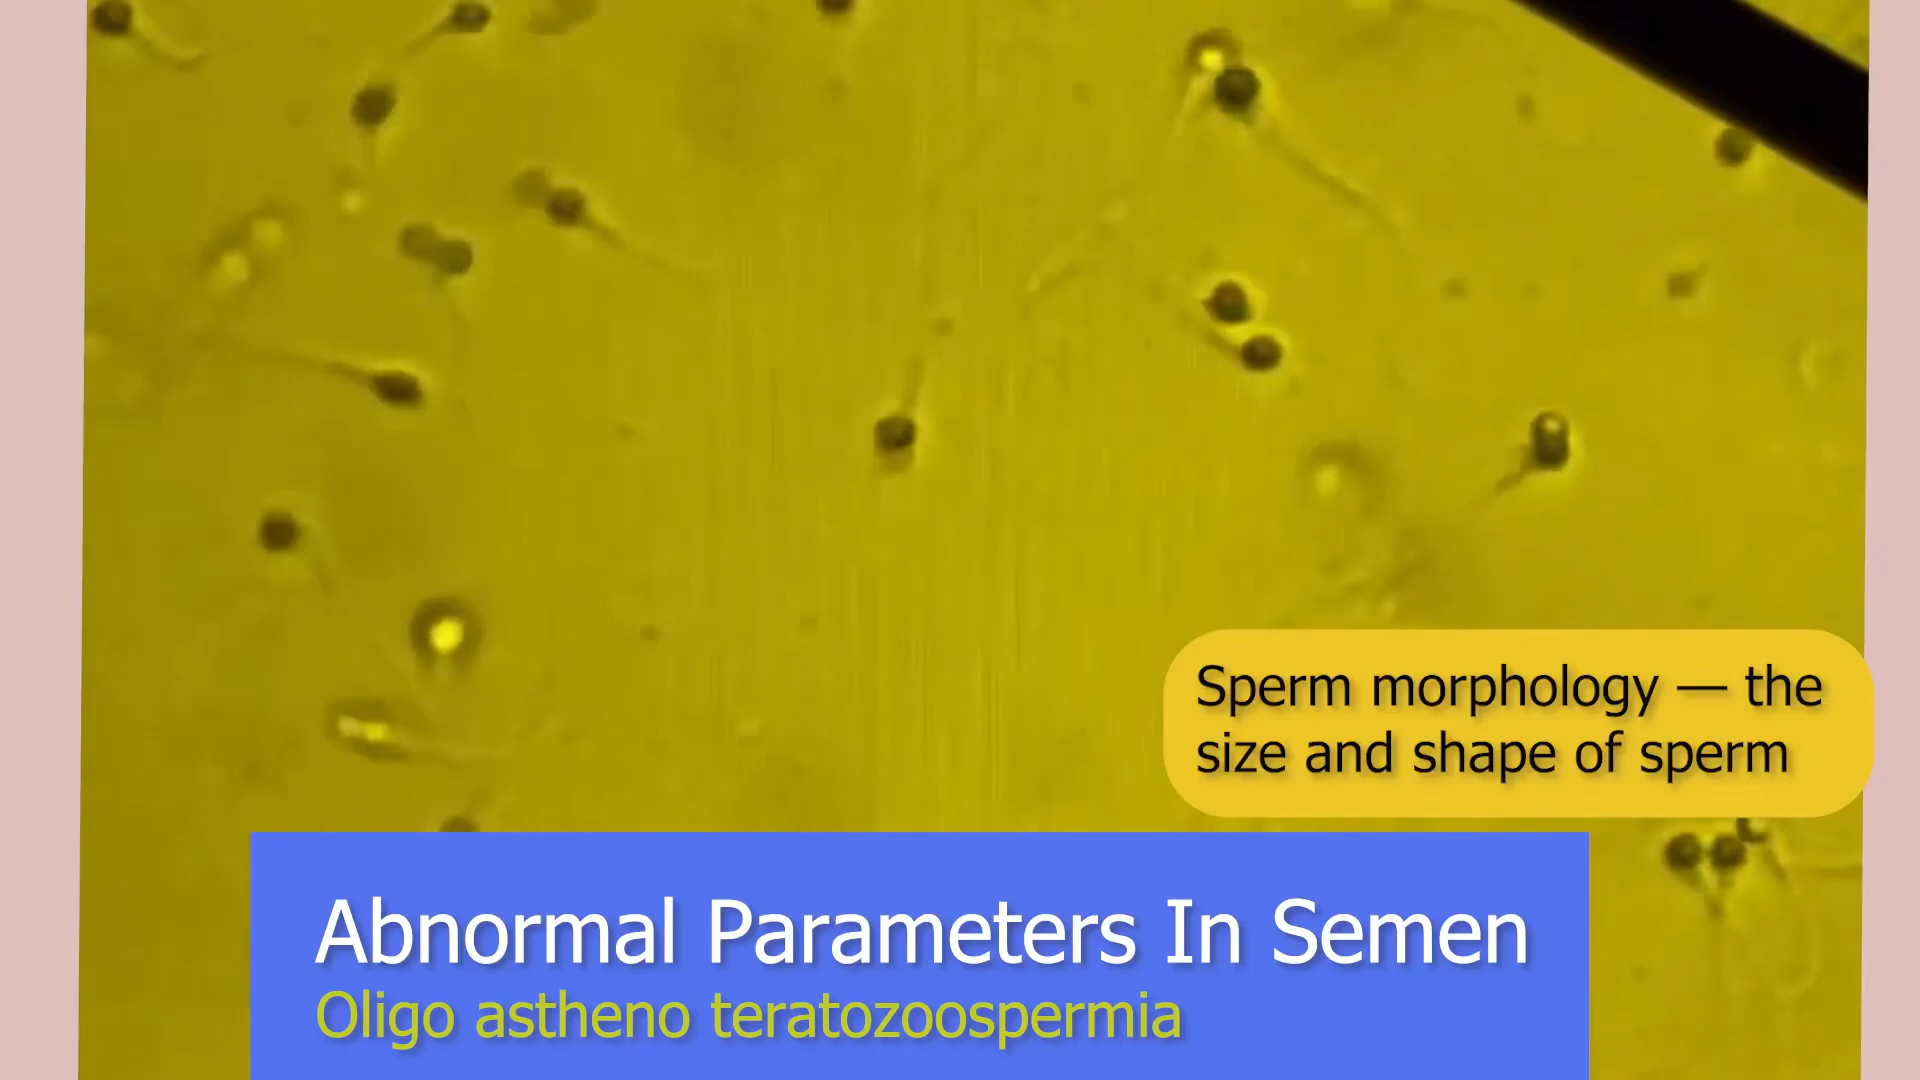 Sperm morphology — the
size and shape of sperm
Abnormal Parameters In Semen
Oligo astheno teratozoospermia